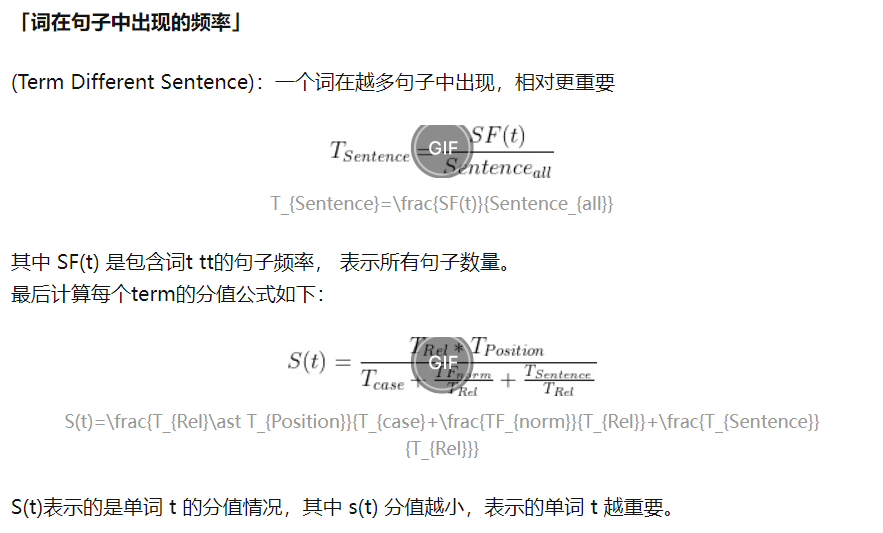 「词在句子中出现的频率」
(Term Different Sentence)：一个词在越多句子中出现，相对更重要
T_{Sentence} = \frac{SF(t)}{Sentence_{all}}
GIF
T_{Sentence}=\frac{SF(t)}{Sentence_{all}}
其中 SF(t) 是包含词t tt的句子频率， 表示所有句子数量。
最后计算每个term的分值公式如下：
S(t) = \frac{T_{Rel} * T_{Position}}{T_{case} + \frac{TF_{norm}}{T_{Rel}} + \frac{T_{Sentence}}{T_{Rel}}}
GIF
S(t)=\frac{T_{Rel}\ast T_{Position}}{T_{case}+\frac{TF_{norm}}{T_{Rel}}+\frac{T_{Sentence}}
{T_{Rel}}}
S(t)表示的是单词 t 的分值情况，其中 s(t) 分值越小，表示的单词 t 越重要。